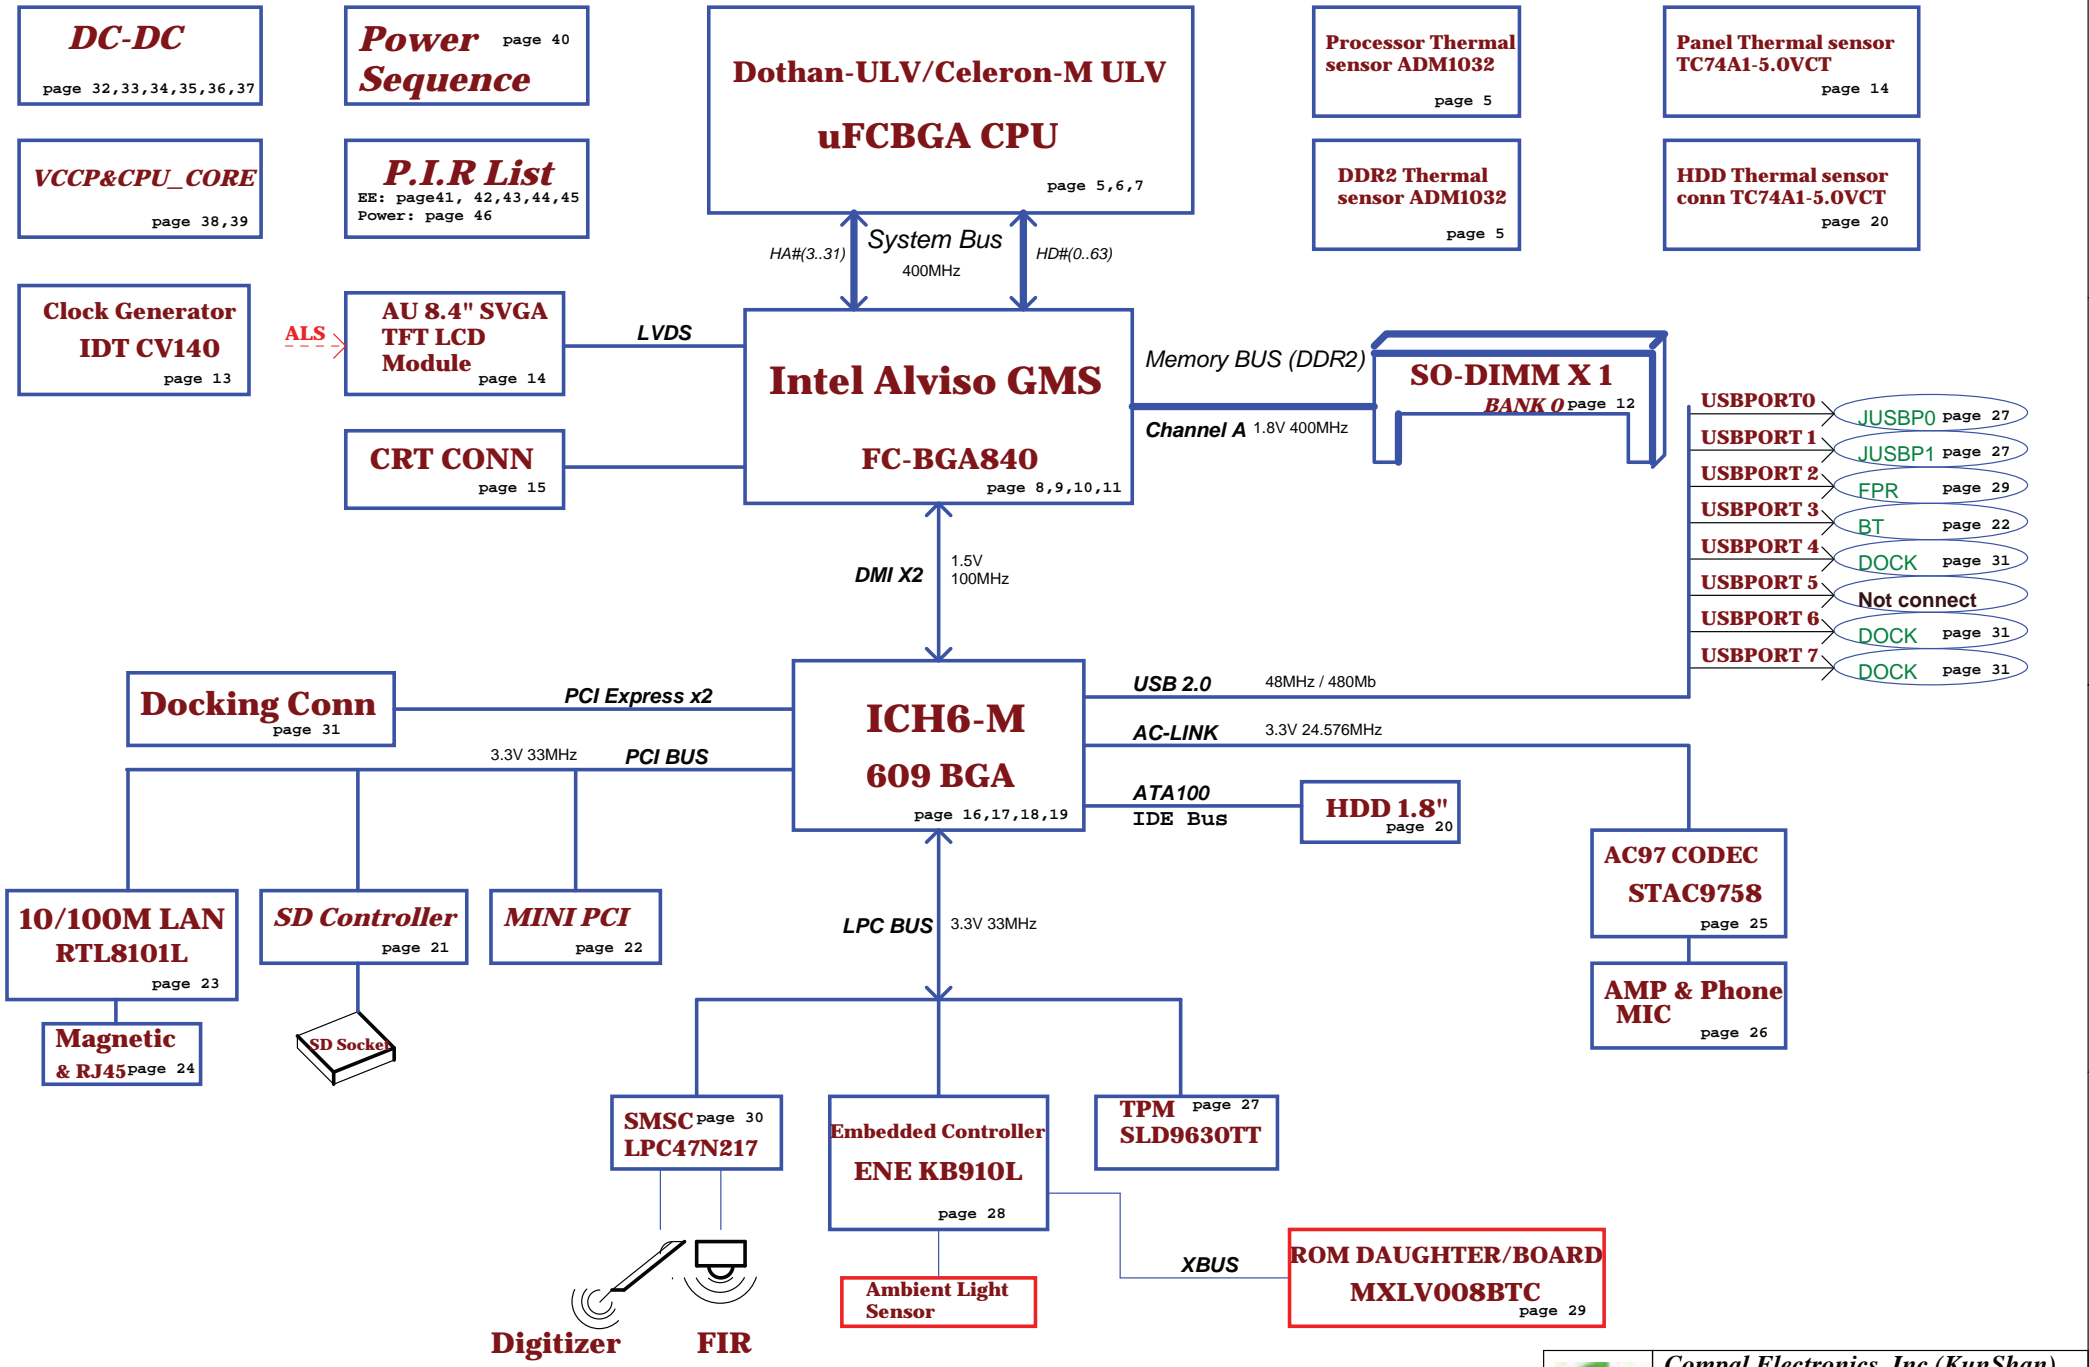 DC-DC
page 32,33,34,35,36,37
Power page 40
Sequence
Dothan-ULV/Celeron-M ULV
uFCBGA CPU
page 5,6,7
Processor Thermal
sensor ADM1032
page 5
Panel Thermal sensor
TC74A1-5.0VCT
page 14
VCCP&CPU_CORE
page 38,39
P.I.R List
EE: page41, 42,43,44,45
Power: page 46
DDR2 Thermal
sensor ADM1032
page 5
HDD Thermal sensor
conn TC74A1-5.0VCT
page 20
HA#(3..31)
System Bus
400MHz
HD#(0..63)
Clock Generator
IDT CV140
page 13
ALS
AU 8.4" SVGA
TFT LCD
Module
page 14
LVDS
Intel Alviso GMS
FC-BGA840
page 8,9,10,11
Memory BUS (DDR2)
Channel A 1.8V 400MHz
SO-DIMM X 1
BANK 0 page 12
CRT CONN
page 15
USBPORT0
JUSBP0 page 27
USBPORT 1
JUSBP1 page 27
USBPORT 2
FPR page 29
USBPORT 3
BT page 22
USBPORT 4
DOCK page 31
USBPORT 5
Not connect
USBPORT 6
DOCK page 31
USBPORT 7
DOCK page 31
DMI X2
1.5V
100MHz
Docking Conn
page 31
PCI Express x2
3.3V 33MHz
PCI BUS
ICH6-M
609 BGA
page 16,17,18,19
USB 2.0 48MHz / 480Mb
AC-LINK 3.3V 24.576MHz
ATA100
IDE Bus
HDD 1.8"
page 20
AC97 CODEC
STAC9758
page 25
AMP & Phone
MIC
page 26
10/100M LAN
RTL8101L
page 23
SD Controller
page 21
MINI PCI
page 22
Magnetic
& RJ45 page 24
SD Socket
LPC BUS 3.3V 33MHz
SMSC page 30
LPC47N217
Embedded Controller
ENE KB910L
page 28
TPM page 27
SLD9630TT
Digitizer
FIR
Ambient Light
Sensor
XBUS
ROM DAUGHTER/BOARD
MXLV008BTC
page 29
Compal Electronics, Inc.(KunShan)